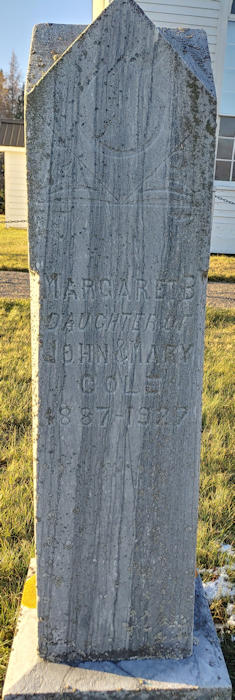 MARGARET B
DAUGHTER OF
JOHN & MARY
COLE
1887-1927